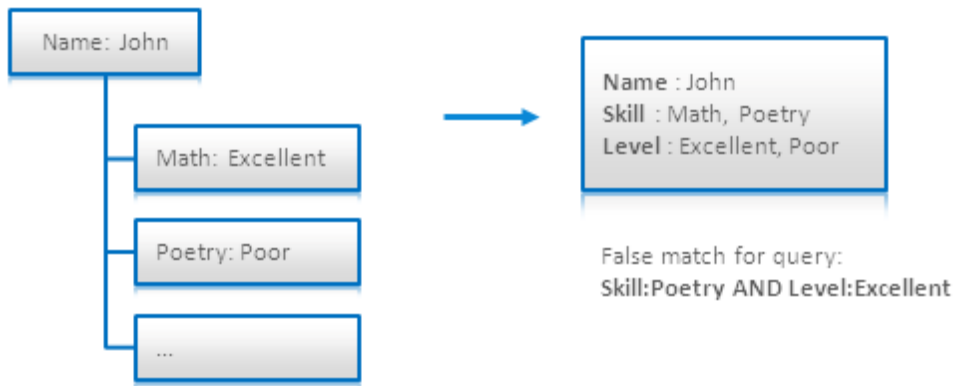 Name: John
Math: Excellent
Poetry: Poor
...
Name : John
Skill : Math, Poetry
Level : Excellent, Poor
False match for query:
Skill:Poetry AND Level:Excellent